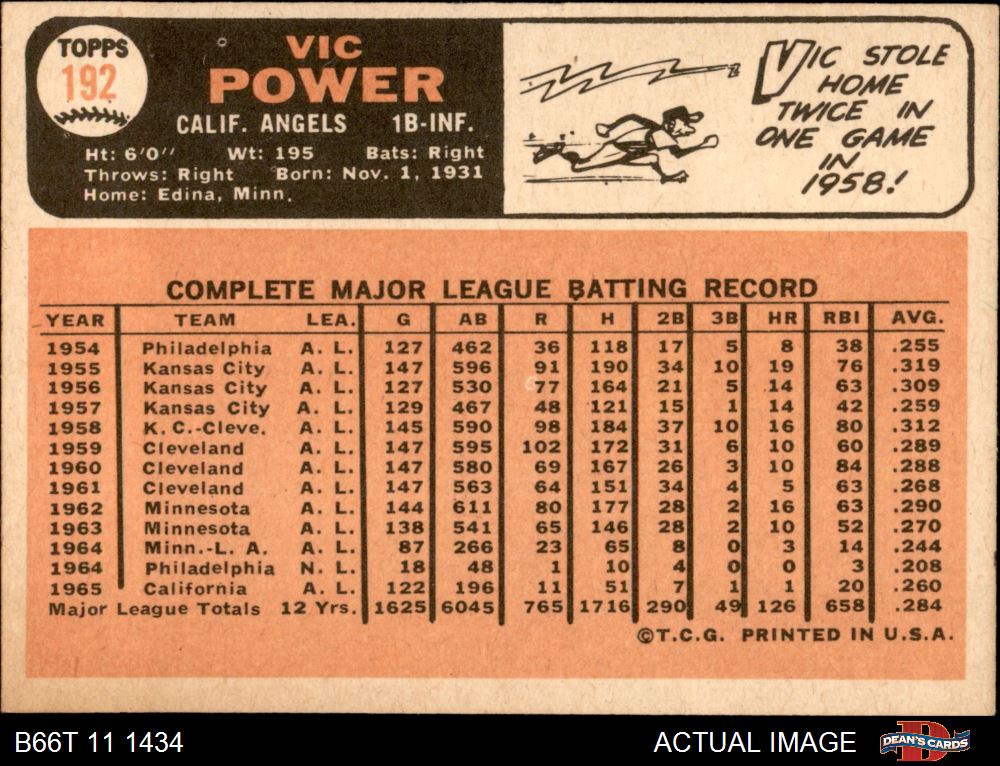 TOPPS
192
VIC
POWER
CALIF. ANGELS 1B-INF.
Ht: 6'0" Wt: 195 Bats: Right
Throws: Right Born: Nov. 1, 1931
Home: Edina, Minn.
VIC STOLE
HOME
TWICE IN
ONE GAME
IN
1958!
COMPLETE MAJOR LEAGUE BATTING RECORD
YEAR TEAM LEA. G AB R H 2B 3B HR RBI AVG.
1954 Philadelphia A. L. 127 462 36 118 17 5 8 38 .255
1955 Kansas City A. L. 147 596 91 190 34 10 19 76 .319
1956 Kansas City A. L. 127 530 77 164 21 5 14 63 .309
1957 Kansas City A. L. 129 467 48 121 15 1 14 42 .259
1958 K. C.-Cleve. A. L. 145 590 98 184 37 10 16 80 .312
1959 Cleveland A. L. 147 595 102 172 31 6 10 60 .289
1960 Cleveland A. L. 147 580 69 167 26 3 10 84 .288
1961 Cleveland A. L. 147 563 64 151 34 4 5 63 .268
1962 Minnesota A. L. 144 611 80 177 28 2 16 63 .290
1963 Minnesota A. L. 138 541 65 146 28 2 10 52 .270
1964 Minn.-L. A. A. L. 87 266 23 65 8 0 3 14 .244
1964 Philadelphia N. L. 18 48 1 10 4 0 0 3 .208
1965 California A. L. 122 196 11 51 7 1 1 20 .260
Major League Totals 12 Yrs. 1625 6045 765 1716 290 49 126 658 .284
©T.C.G. PRINTED IN U.S.A.
B66T 11 1434 ACTUAL IMAGE DEAN'S CARDS